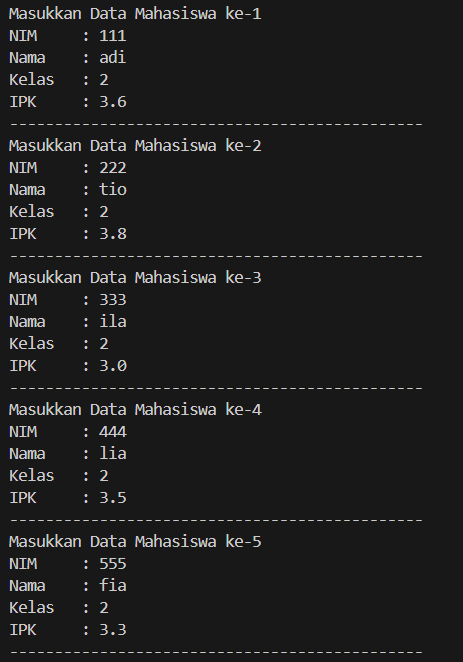 Masukkan Data Mahasiswa ke-1
NIM     : 111
Nama    : adi
Kelas   : 2
IPK     : 3.6
----------------------------------------------
Masukkan Data Mahasiswa ke-2
NIM     : 222
Nama    : tio
Kelas   : 2
IPK     : 3.8
----------------------------------------------
Masukkan Data Mahasiswa ke-3
NIM     : 333
Nama    : ila
Kelas   : 2
IPK     : 3.0
----------------------------------------------
Masukkan Data Mahasiswa ke-4
NIM     : 444
Nama    : lia
Kelas   : 2
IPK     : 3.5
----------------------------------------------
Masukkan Data Mahasiswa ke-5
NIM     : 555
Nama    : fia
Kelas   : 2
IPK     : 3.3
----------------------------------------------